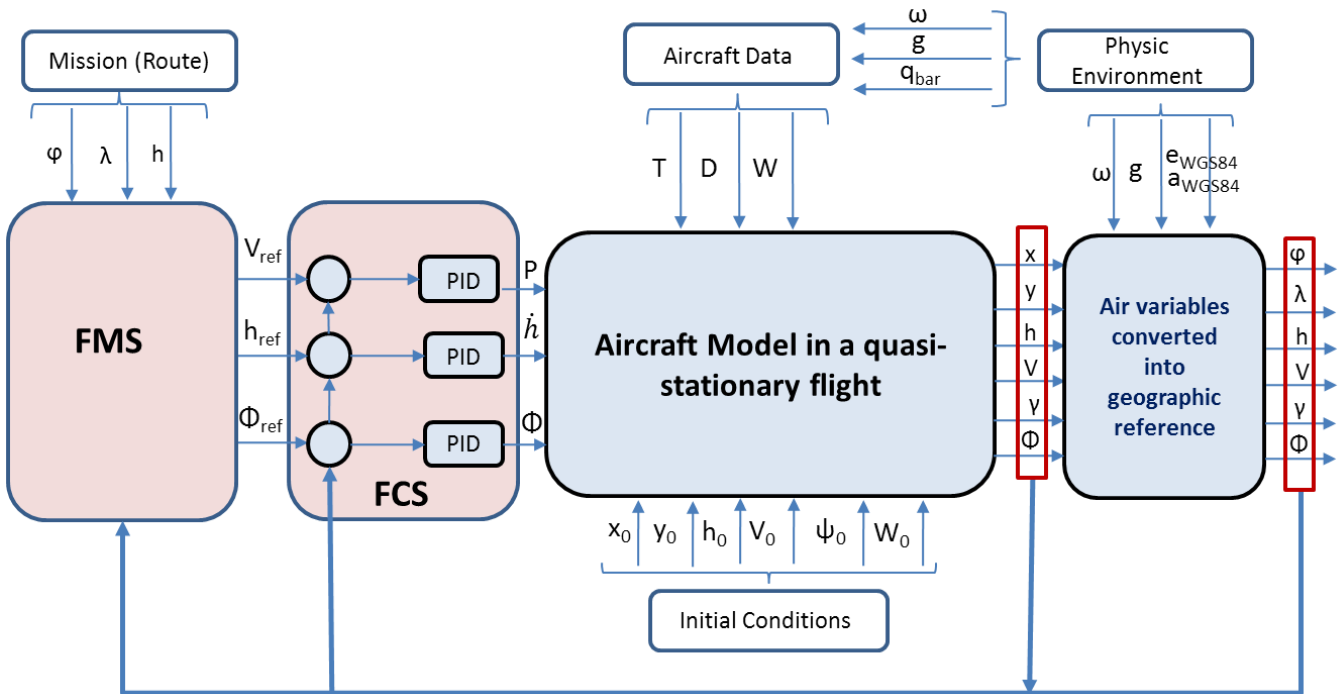 Mission (Route)
Aircraft Data
ω
g
q_bar
Physic
Environment
φ
λ
h
T
D
W
ω
g
e_WGS84
a_WGS84
FMS
V_ref
h_ref
Φ_ref
PID
PID
PID
FCS
P
ḣ
Φ
Aircraft Model in a quasi-
stationary flight
x
y
h
V
γ
Φ
Air variables
converted
into
geographic
reference
φ
λ
h
V
γ
Φ
x_0
y_0
h_0
V_0
ψ_0
W_0
Initial Conditions